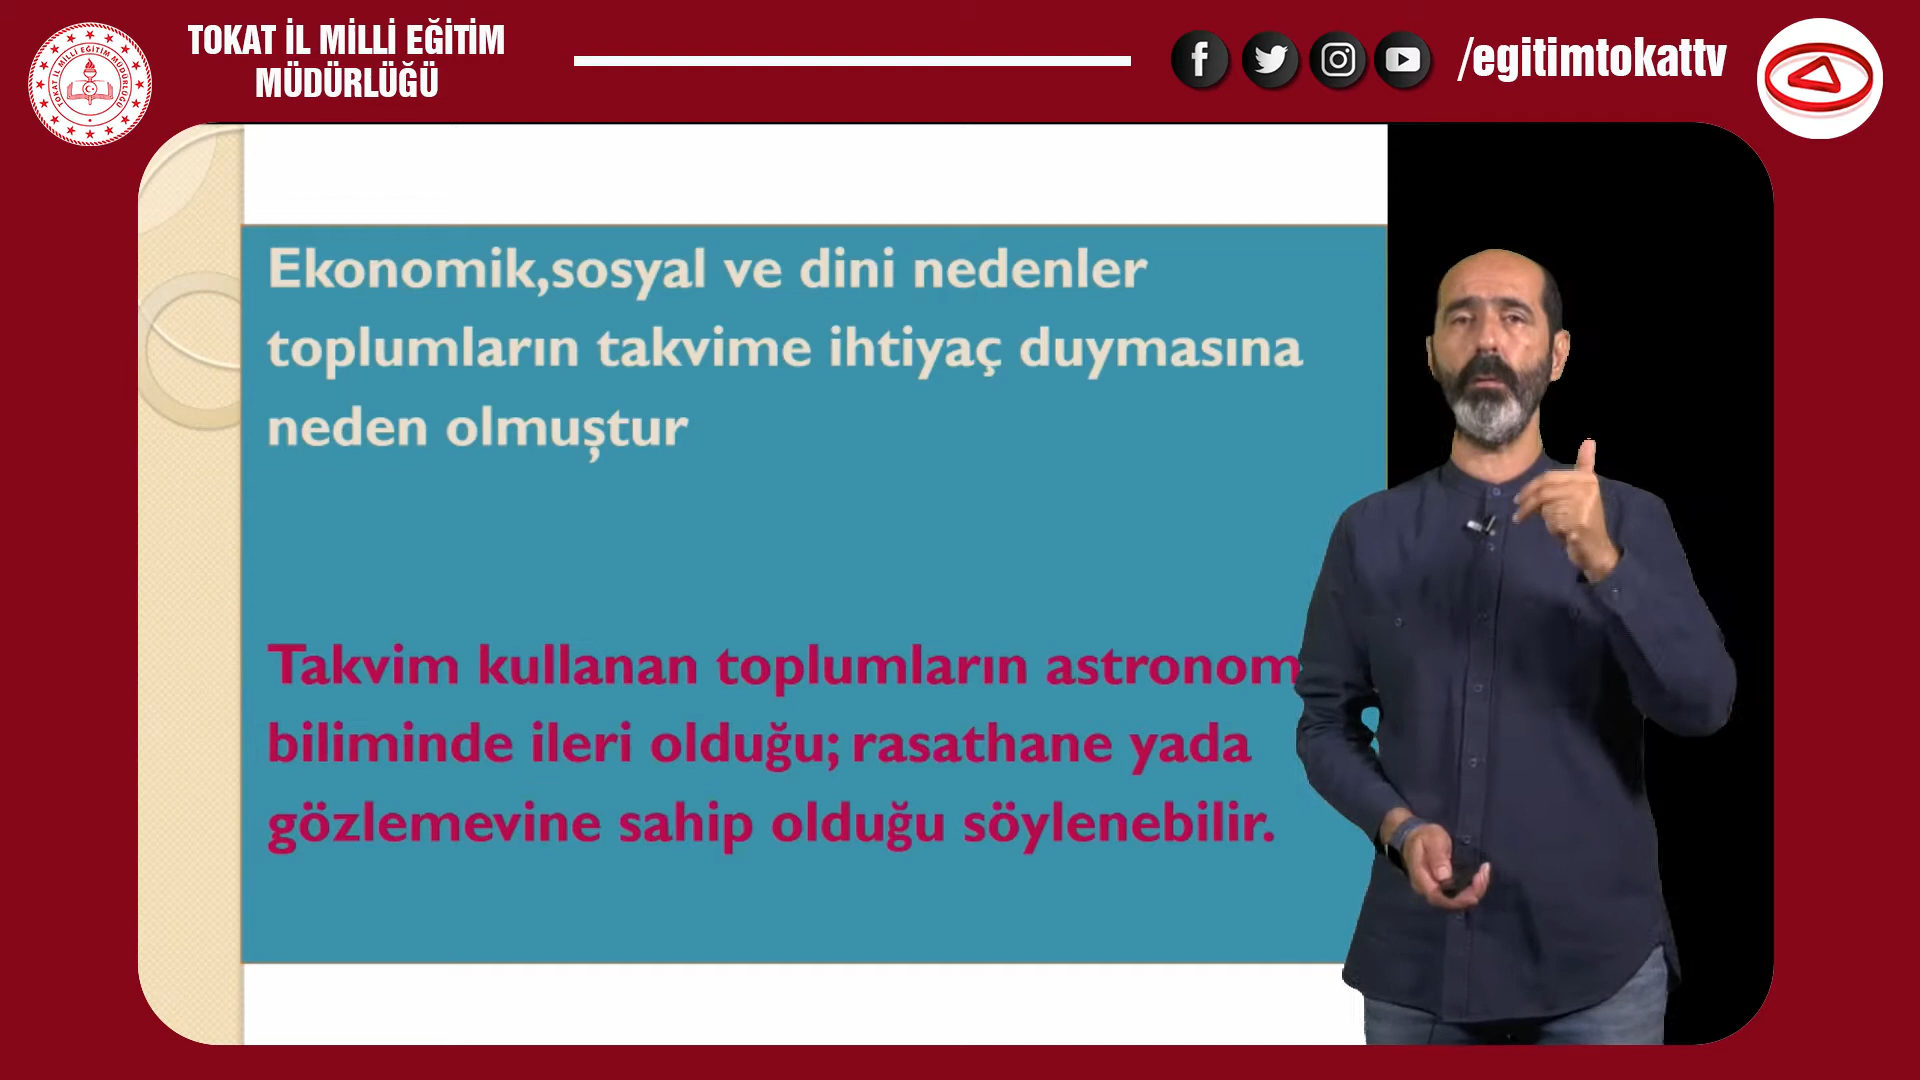 TOKAT İL MİLLİ EĞİTİM
MÜDÜRLÜĞÜ
/egitimtokattv
Ekonomik,sosyal ve dini nedenler
toplumların takvime ihtiyaç duymasına
neden olmuştur
Takvim kullanan toplumların astronom
biliminde ileri olduğu; rasathane yada
gözlemevine sahip olduğu söylenebilir.